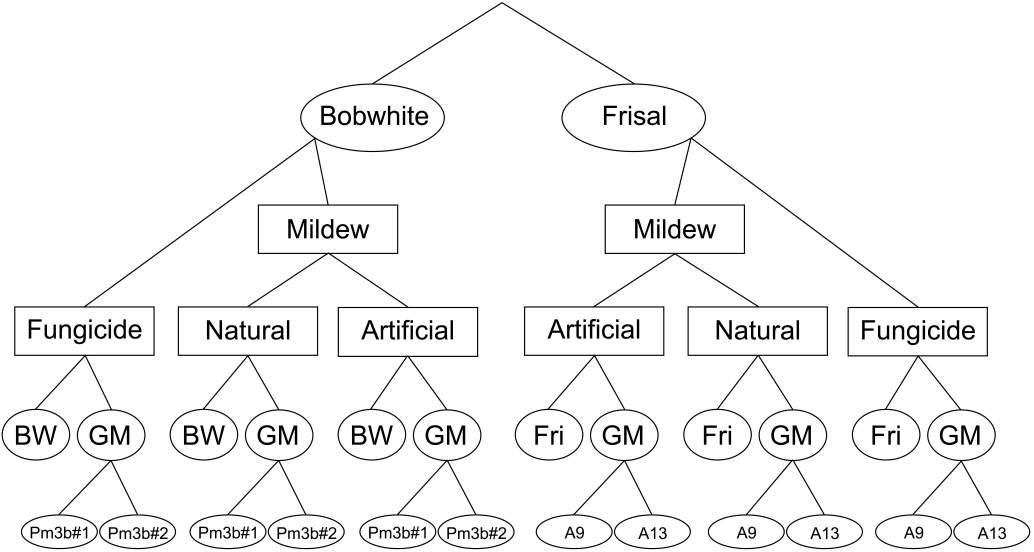 Bobwhite Frisal
Mildew Mildew
Fungicide Natural Artificial Artificial Natural Fungicide
BW GM BW GM BW GM Fri GM Fri GM Fri GM
Pm3b#1 Pm3b#2 Pm3b#1 Pm3b#2 Pm3b#1 Pm3b#2 A9 A13 A9 A13 A9 A13